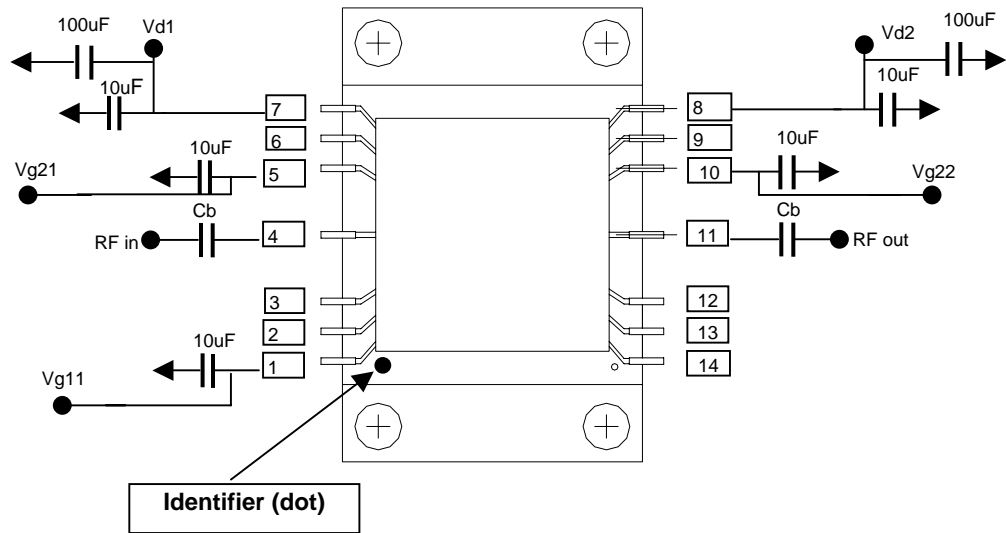 100uF
Vd1
Vd2
100uF
10uF
10uF
7
8
6
9
10uF
10uF
5
10
Vg21
Vg22
Cb
Cb
RF in
4
11
RF out
3
12
2
13
10uF
1
14
Vg11
Identifier (dot)